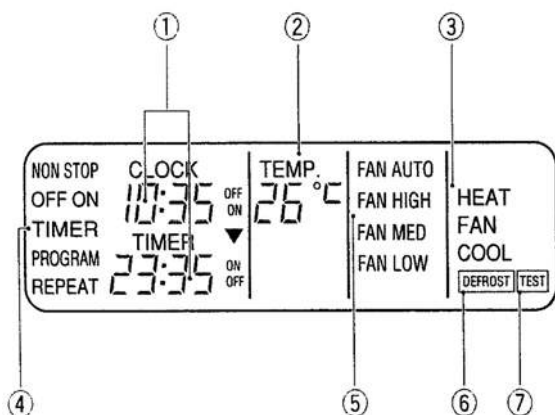 ① ② ③
NON STOP
OFF ON
TIMER
PROGRAM
REPEAT
CLOCK
10:35 OFF ON
TIMER
23:35 ON OFF
TEMP.
26 °C
FAN AUTO
FAN HIGH
FAN MED
FAN LOW
HEAT
FAN
COOL
DEFROST TEST
④ ⑤ ⑥ ⑦